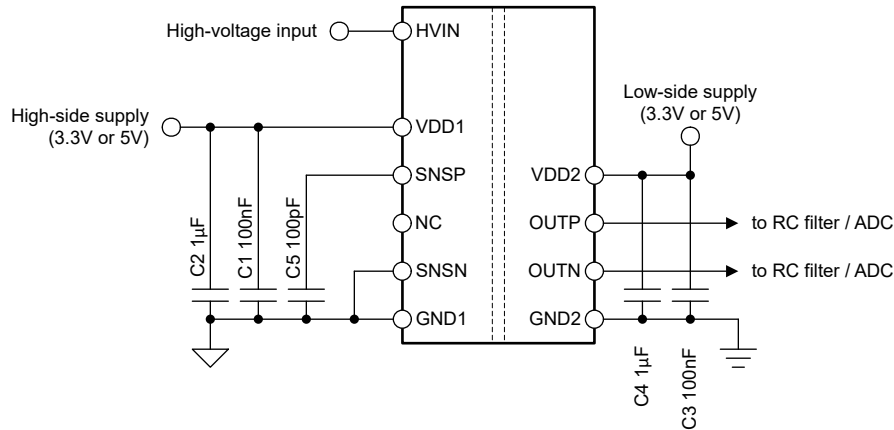 High-voltage input
HVIN
High-side supply
(3.3V or 5V)
VDD1
SNSP
NC
SNSN
GND1
C2 1µF
C1 100nF
C5 100pF
Low-side supply
(3.3V or 5V)
VDD2
OUTP
to RC filter / ADC
OUTN
to RC filter / ADC
GND2
C4 1µF
C3 100nF